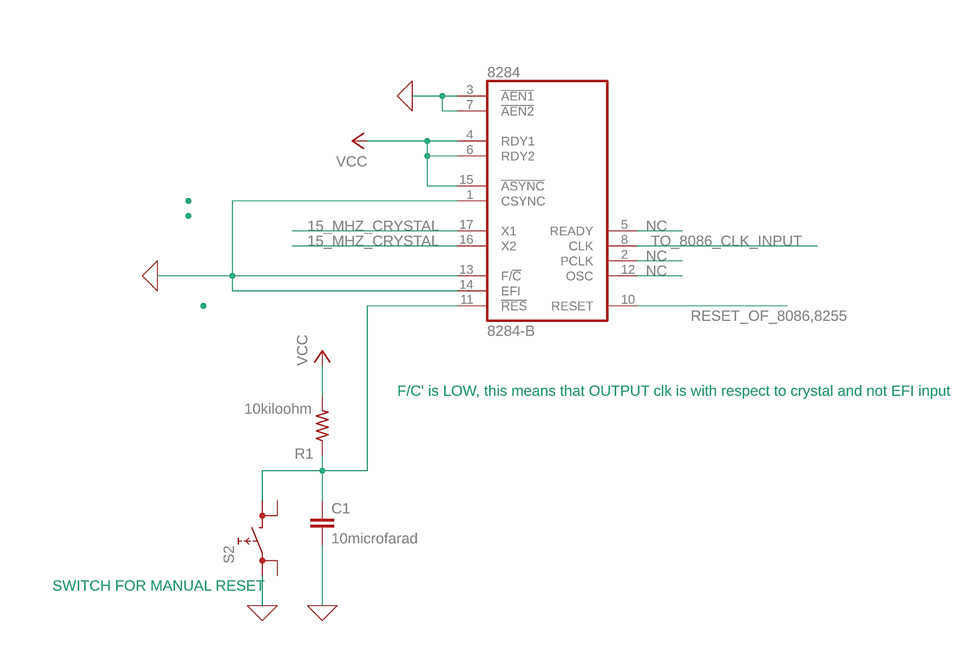 8284
3
AEN1
7
AEN2
4
RDY1
VCC
6
RDY2
15
ASYNC
1
CSYNC
15_MHZ_CRYSTAL
17
X1
READY
5
NC
15_MHZ_CRYSTAL
16
X2
CLK
8
TO_8086_CLK_INPUT
PCLK
2
NC
13
F/C
OSC
12
NC
14
EFI
11
RES
RESET
10
RESET_OF_8086,8255
8284-B
VCC
F/C' is LOW, this means that OUTPUT clk is with respect to crystal and not EFI input
10kiloohm
R1
C1
10microfarad
S2
SWITCH FOR MANUAL RESET